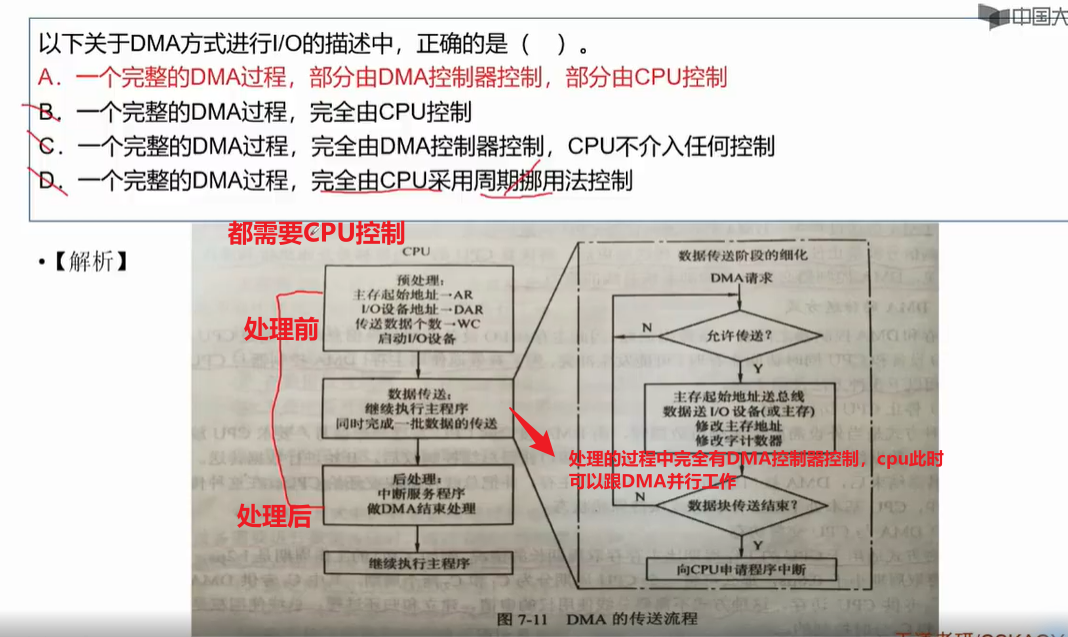 中国大
以下关于DMA方式进行I/O的描述中，正确的是（ ）。
A．一个完整的DMA过程，部分由DMA控制器控制，部分由CPU控制
B．一个完整的DMA过程，完全由CPU控制
C．一个完整的DMA过程，完全由DMA控制器控制，CPU不介入任何控制
D．一个完整的DMA过程，完全由CPU采用周期挪用法控制
都需要CPU控制
•【解析】
CPU
预处理：
主存起始地址→AR
I/O设备地址→DAR
传送数据个数→WC
启动I/O设备
处理前
数据传送：
继续执行主程序
同时完成一批数据的传送
后处理：
中断服务程序
做DMA结束处理
处理后
继续执行主程序
数据传送阶段的细化
DMA请求
N
允许传送？
Y
主存起始地址送总线
数据送I/O设备(或主存)
修改主存地址
修改字计数器
处理的过程中完全有DMA控制器控制，cpu此时
可以跟DMA并行工作
N
数据块传送结束？
Y
向CPU申请程序中断
图 7-11 DMA 的传送流程